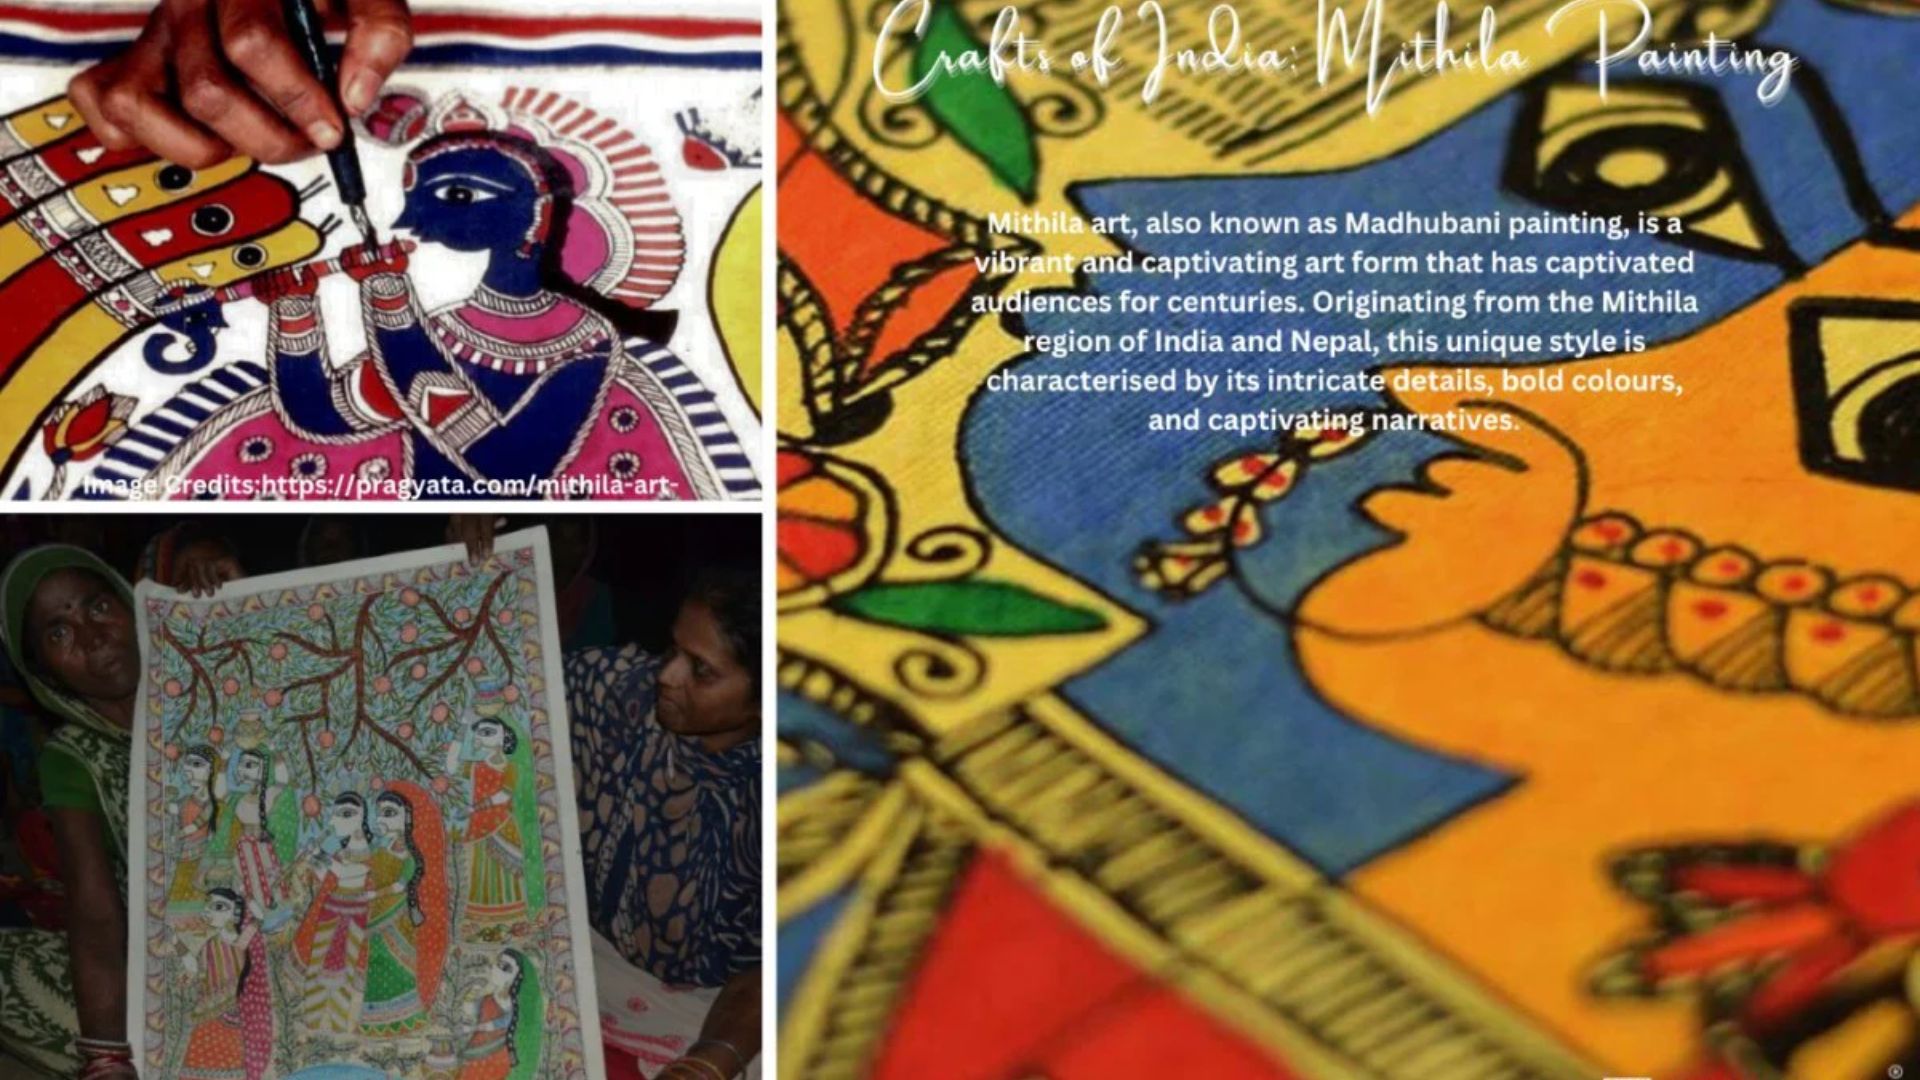 Crafts of India: Mithila Painting
Mithila art, also known as Madhubani painting, is a
vibrant and captivating art form that has captivated
audiences for centuries. Originating from the Mithila
region of India and Nepal, this unique style is
characterised by its intricate details, bold colours,
and captivating narratives.
Image Credits:https://pragyata.com/mithila-art-
®